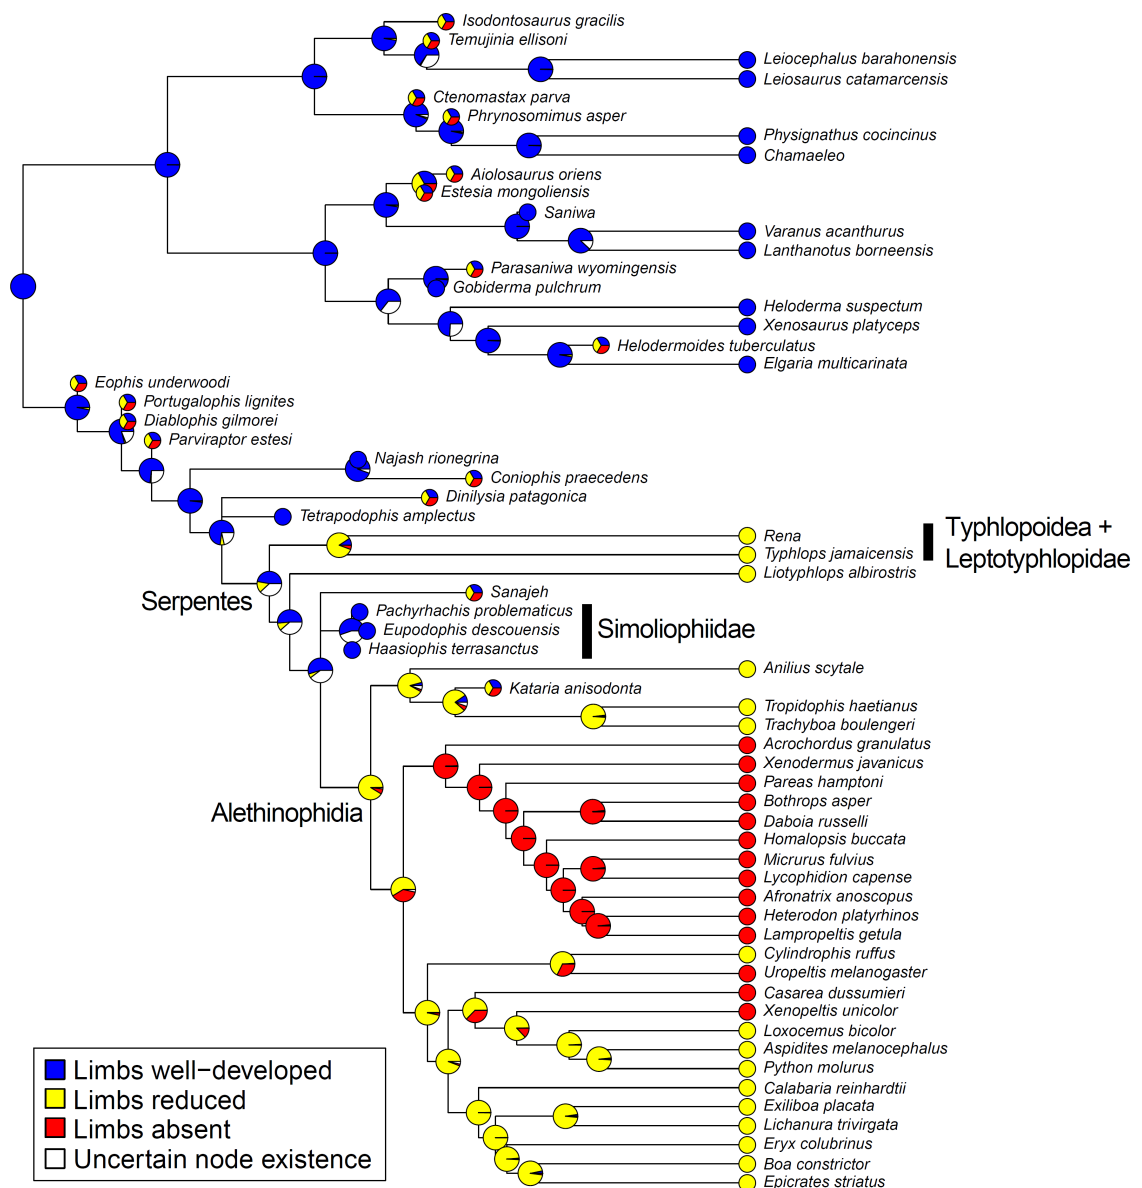 Isodontosaurus gracilis
Temujinia ellisoni
Leiocephalus barahonensis
Leiosaurus catamarcensis
Ctenomastax parva
Phrynosomimus asper
Physignathus cocincinus
Chamaeleo
Aiolosaurus oriens
Estesia mongoliensis
Saniwa
Varanus acanthurus
Lanthanotus borneensis
Parasaniwa wyomingensis
Gobiderma pulchrum
Heloderma suspectum
Xenosaurus platyceps
Helodermoides tuberculatus
Elgaria multicarinata
Eophis underwoodi
Portugalophis lignites
Diablophis gilmorei
Parviraptor estesi
Najash rionegrina
Coniophis praecedens
Dinilysia patagonica
Tetrapodophis amplectus
Rena
Typhlops jamaicensis
Typhlopoidea +
Leptotyphlopidae
Liotyphlops albirostris
Serpentes
Sanajeh
Pachyrhachis problematicus
Eupodophis descouensis
Haasiophis terrasanctus
Simoliophiidae
Anilius scytale
Kataria anisodonta
Tropidophis haetianus
Trachyboa boulengeri
Acrochordus granulatus
Xenodermus javanicus
Pareas hamptoni
Bothrops asper
Alethinophidia
Daboia russelli
Homalopsis buccata
Micrurus fulvius
Lycophidion capense
Afronatrix anoscopus
Heterodon platyrhinos
Lampropeltis getula
Cylindrophis ruffus
Uropeltis melanogaster
Casarea dussumieri
Xenopeltis unicolor
Loxocemus bicolor
Aspidites melanocephalus
Python molurus
Calabaria reinhardtii
Exiliboa placata
Lichanura trivirgata
Eryx colubrinus
Boa constrictor
Epicrates striatus
Limbs well−developed
Limbs reduced
Limbs absent
Uncertain node existence